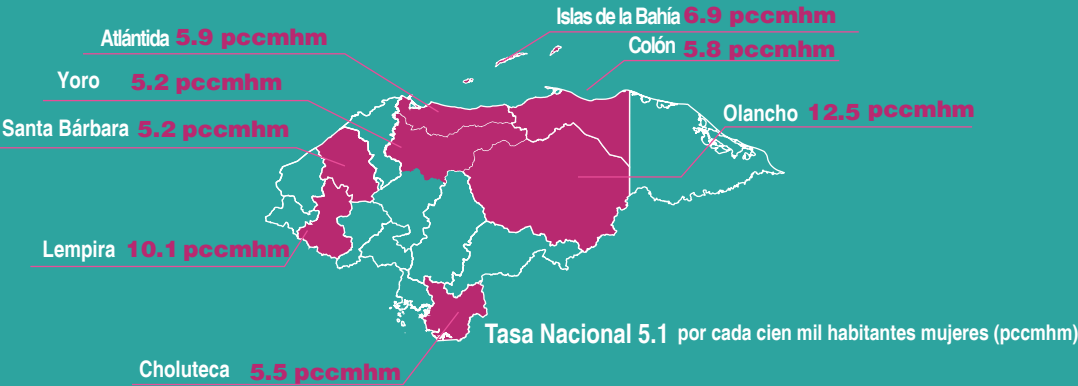 Islas de la Bahía 6.9 pccmhm
Atlántida 5.9 pccmhm
Colón 5.8 pccmhm
Yoro 5.2 pccmhm
Olancho 12.5 pccmhm
Santa Bárbara 5.2 pccmhm
Lempira 10.1 pccmhm
Tasa Nacional 5.1 por cada cien mil habitantes mujeres (pccmhm)
Choluteca 5.5 pccmhm